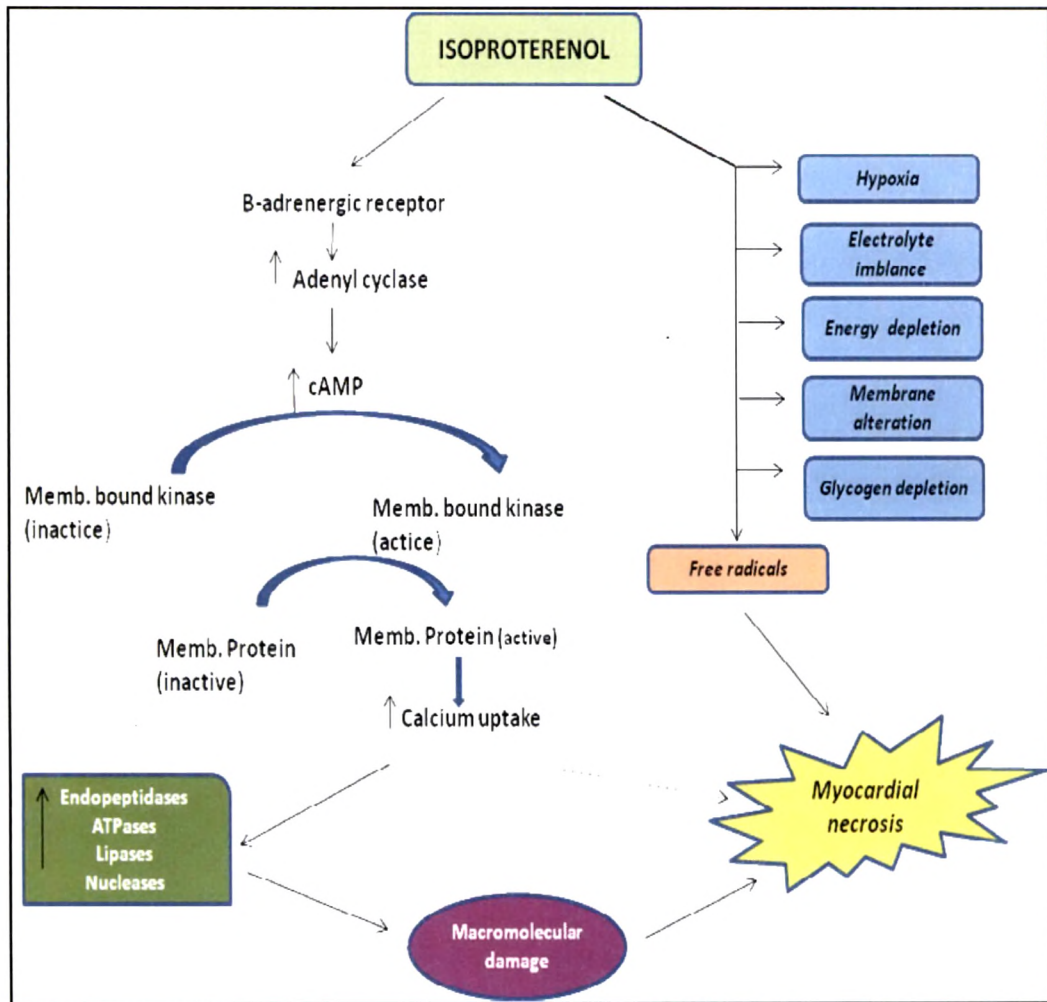 ISOPROTERENOL
B-adrenergic receptor
Adenyl cyclase
cAMP
Memb. bound kinase
(inactice)
Memb. bound kinase
(actice)
Memb. Protein
(inactive)
Memb. Protein (active)
Calcium uptake
Endopeptidases
ATPases
Lipases
Nucleases
Macromolecular
damage
Hypoxia
Electrolyte
imblance
Energy depletion
Membrane
alteration
Glycogen depletion
Free radicals
Myocardial
necrosis